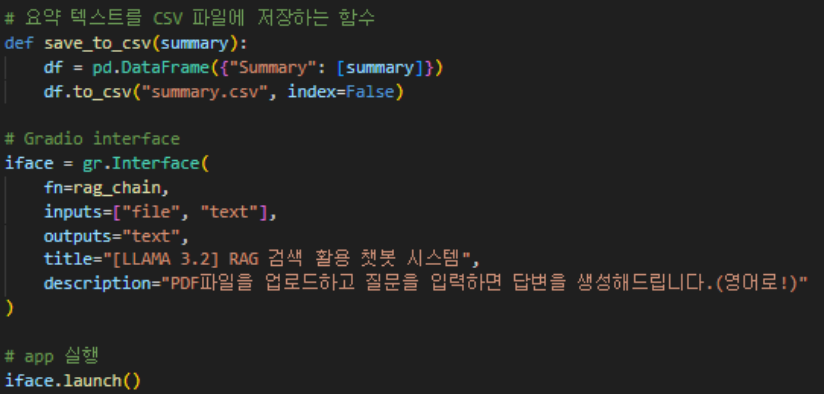 # 요약 텍스트를 CSV 파일에 저장하는 함수
def save_to_csv(summary):
    df = pd.DataFrame({"Summary": [summary]})
    df.to_csv("summary.csv", index=False)

# Gradio interface
iface = gr.Interface(
    fn=rag_chain,
    inputs=["file", "text"],
    outputs="text",
    title="[LLAMA 3.2] RAG 검색 활용 챗봇 시스템",
    description="PDF파일을 업로드하고 질문을 입력하면 답변을 생성해드립니다.(영어로!)"
)

# app 실행
iface.launch()